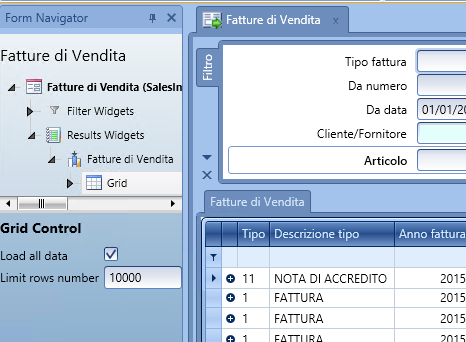 Form Navigator
Fatture di Vendita
Fatture di Vendita (SalesIn
Filter Widgets
Results Widgets
Fatture di Vendita
Grid
Grid Control
Load all data
Limit rows number 10000
Fatture di Vendita x
Filtro
Tipo fattura
Da numero
Da data 01/01/20
Cliente/Fornitore
Articolo
Fatture di Vendita
Tipo Descrizione tipo Anno fattura
11 NOTA DI ACCREDITO 2015
1 FATTURA 2015
1 FATTURA 2015
1 FATTURA 2015